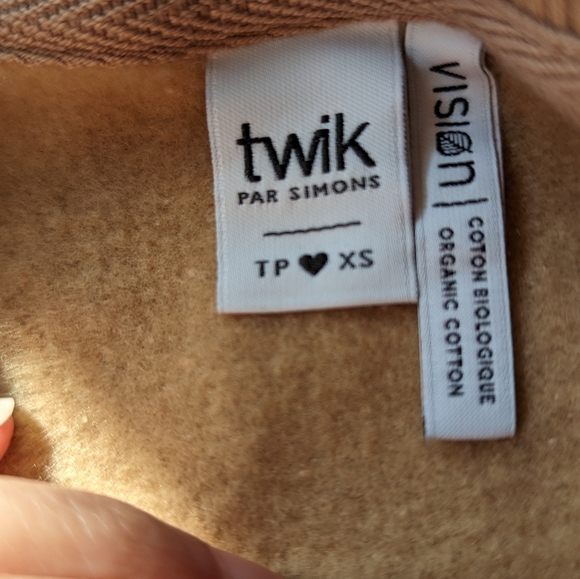 twik
PAR SIMONS
TP ♥ XS
VISION
COTON BIOLOGIQUE
ORGANIC COTTON